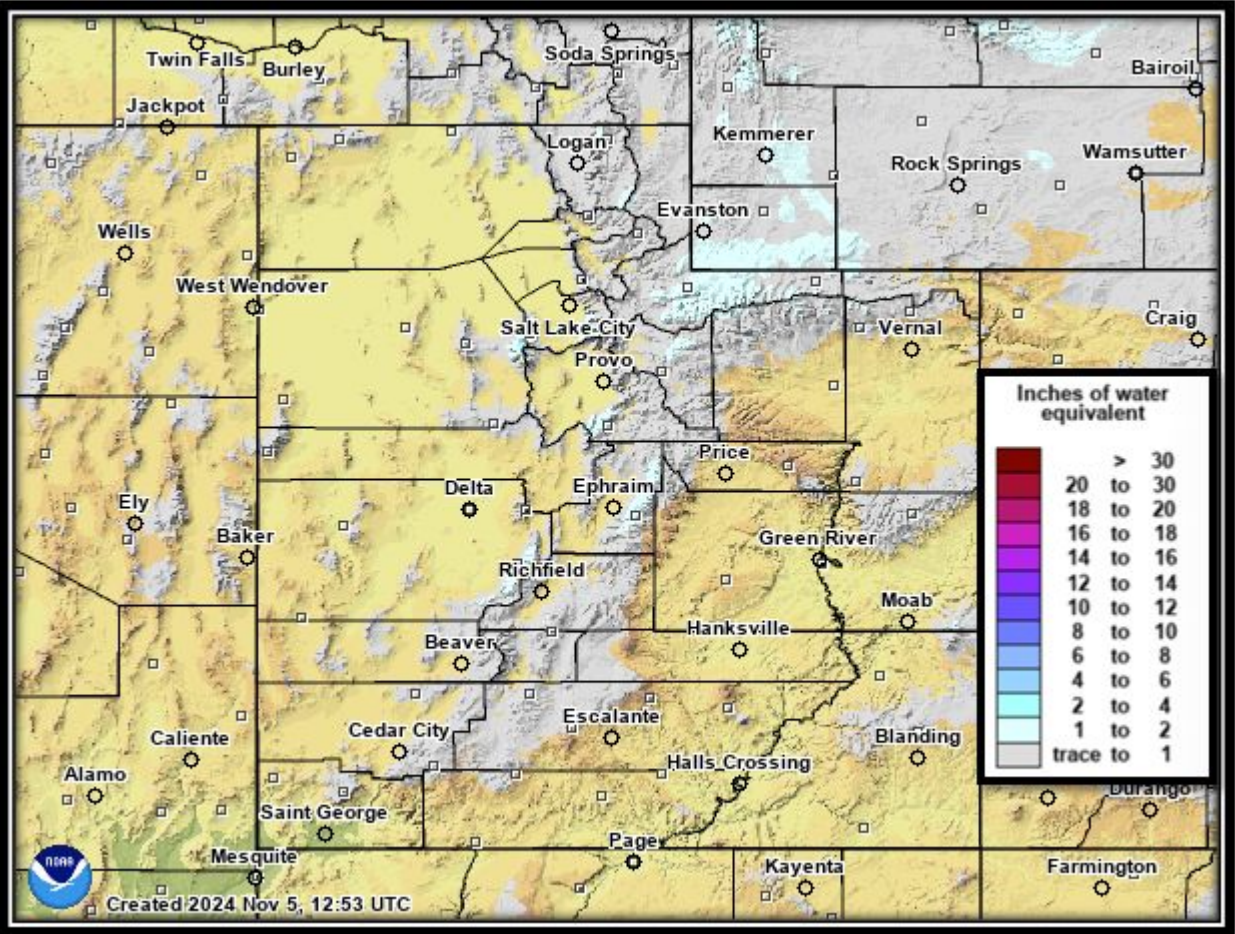 Twin Falls
Burley
Soda Springs
Bairoil
Jackpot
Logan
Kemmerer
Rock Springs
Wamsutter
Evanston
Wells
West Wendover
Salt Lake City
Vernal
Craig
Provo
Inches of water
equivalent
> 30
20 to 30
18 to 20
16 to 18
14 to 16
12 to 14
10 to 12
8 to 10
6 to 8
4 to 6
2 to 4
1 to 2
trace to 1
Price
Ely
Delta
Ephraim
Baker
Green River
Richfield
Moab
Beaver
Hanksville
Caliente
Cedar City
Escalante
Blanding
Alamo
Halls Crossing
Durango
Saint George
Mesquite
Page
Kayenta
Farmington
NOAA
Created 2024 Nov 5, 12:53 UTC